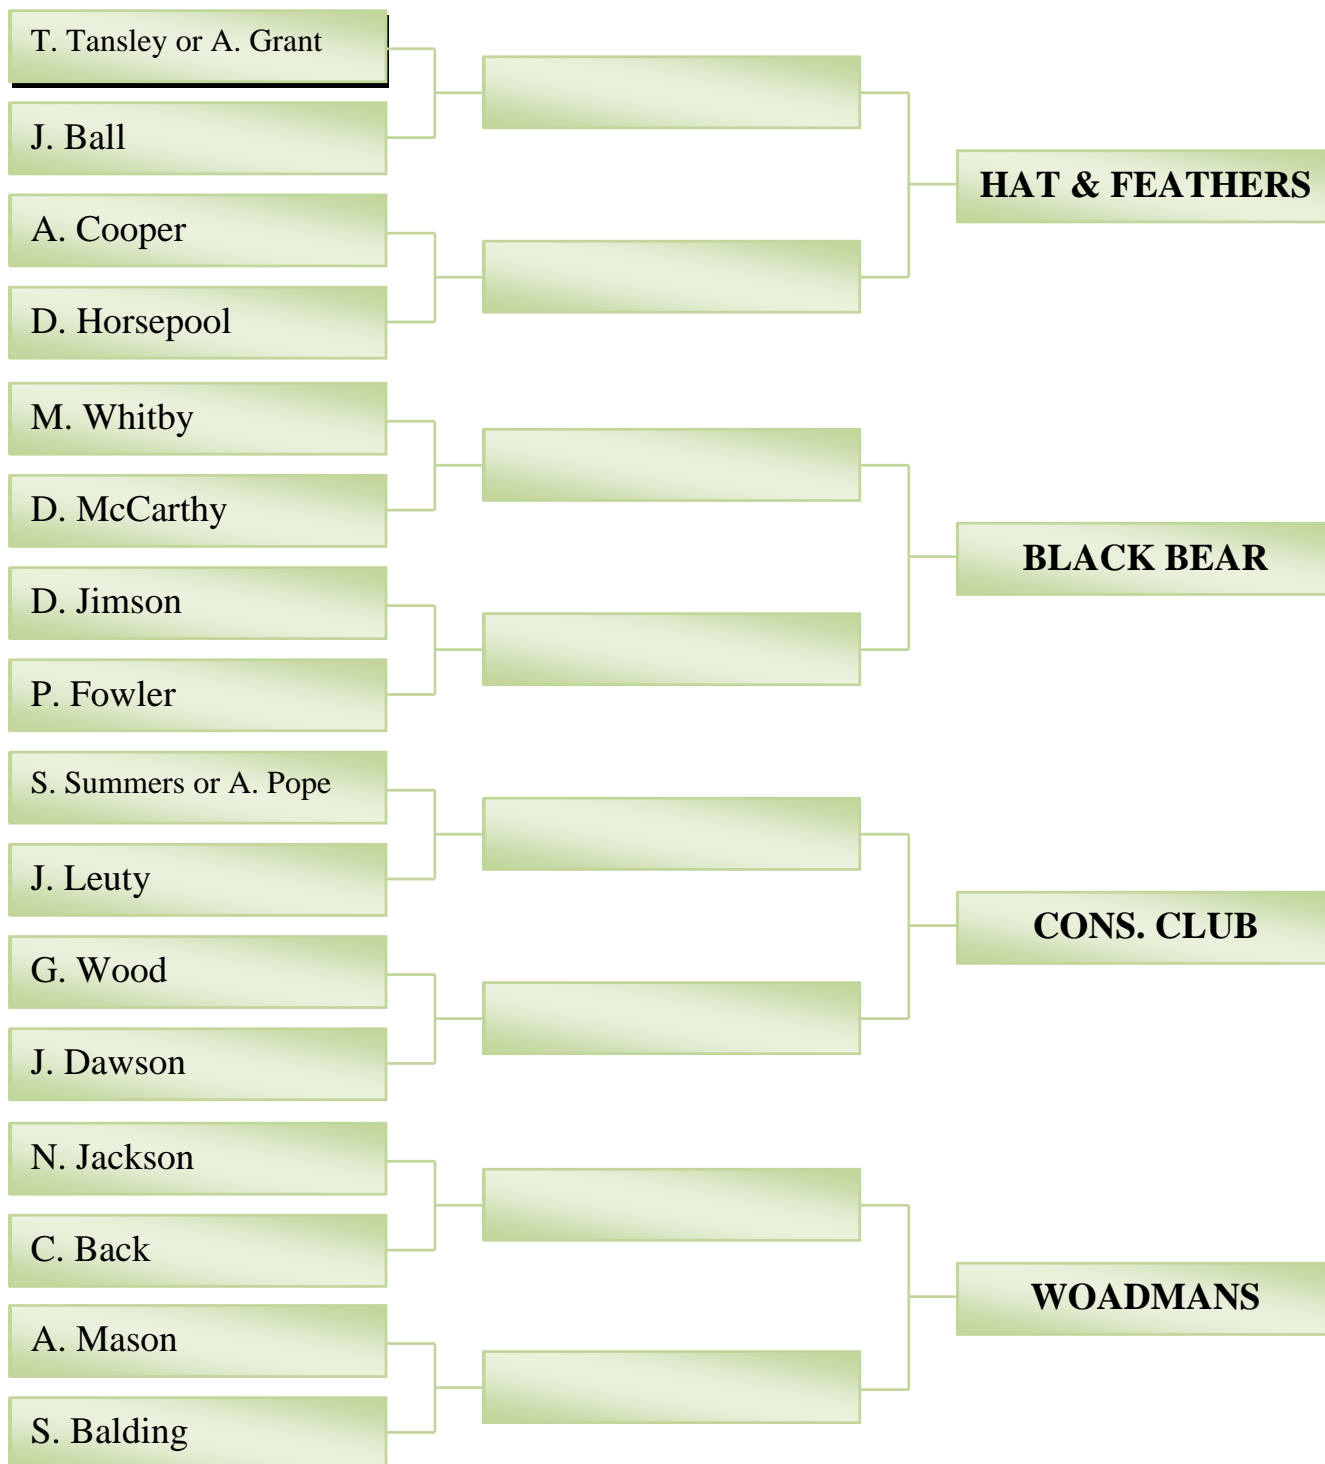 T. Tansley or A. Grant
J. Ball
A. Cooper
D. Horsepool
M. Whitby
D. McCarthy
D. Jimson
P. Fowler
S. Summers or A. Pope
J. Leuty
G. Wood
J. Dawson
N. Jackson
C. Back
A. Mason
S. Balding
HAT & FEATHERS
BLACK BEAR
CONS. CLUB
WOADMANS